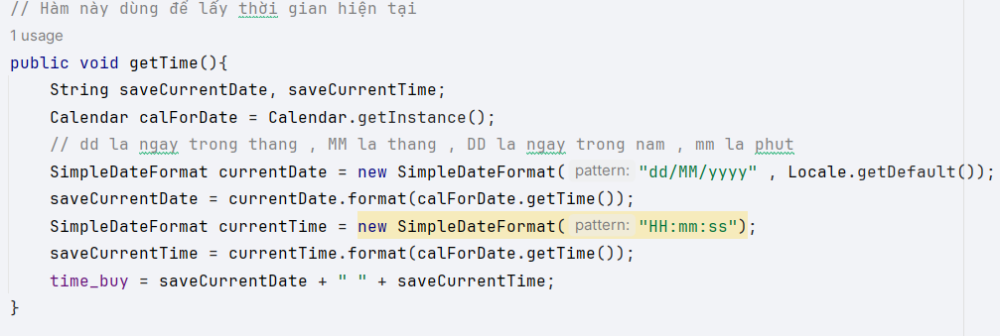 // Hàm này dùng để lấy thời gian hiện tại
1 usage
public void getTime(){
String saveCurrentDate, saveCurrentTime;
Calendar calForDate = Calendar.getInstance();
// dd la ngay trong thang , MM la thang , DD la ngay trong nam , mm la phut
SimpleDateFormat currentDate = new SimpleDateFormat( pattern: "dd/MM/yyyy" , Locale.getDefault());
saveCurrentDate = currentDate.format(calForDate.getTime());
SimpleDateFormat currentTime = new SimpleDateFormat( pattern: "HH:mm:ss");
saveCurrentTime = currentTime.format(calForDate.getTime());
time_buy = saveCurrentDate + " " + saveCurrentTime;
}